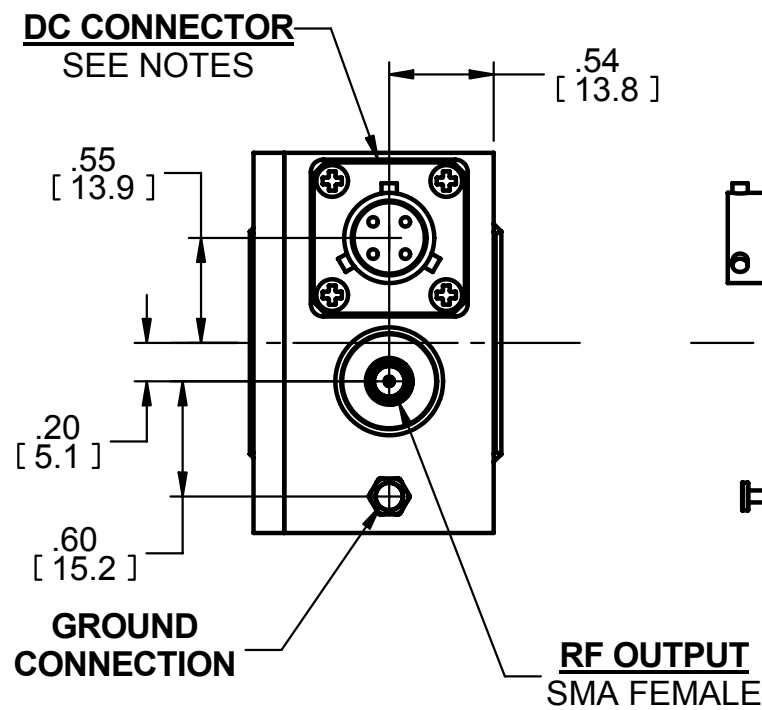 DC CONNECTOR
SEE NOTES
.54
[ 13.8 ]
.55
[ 13.9 ]
.20
[ 5.1 ]
.60
[ 15.2 ]
GROUND
CONNECTION
RF OUTPUT
SMA FEMALE